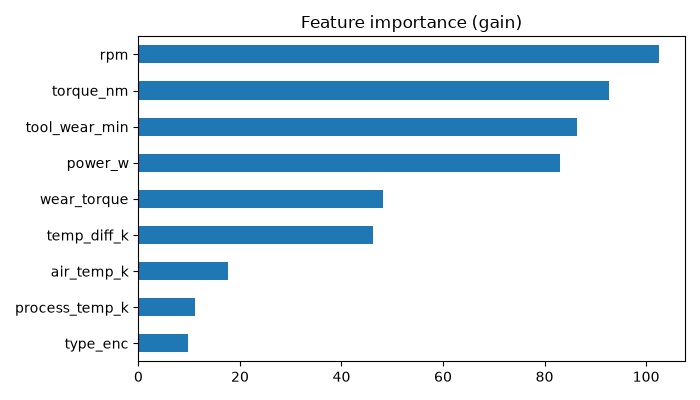 Feature importance (gain)
rpm
torque_nm
tool_wear_min
power_w
wear_torque
temp_diff_k
air_temp_k
process_temp_k
type_enc
0 20 40 60 80 100